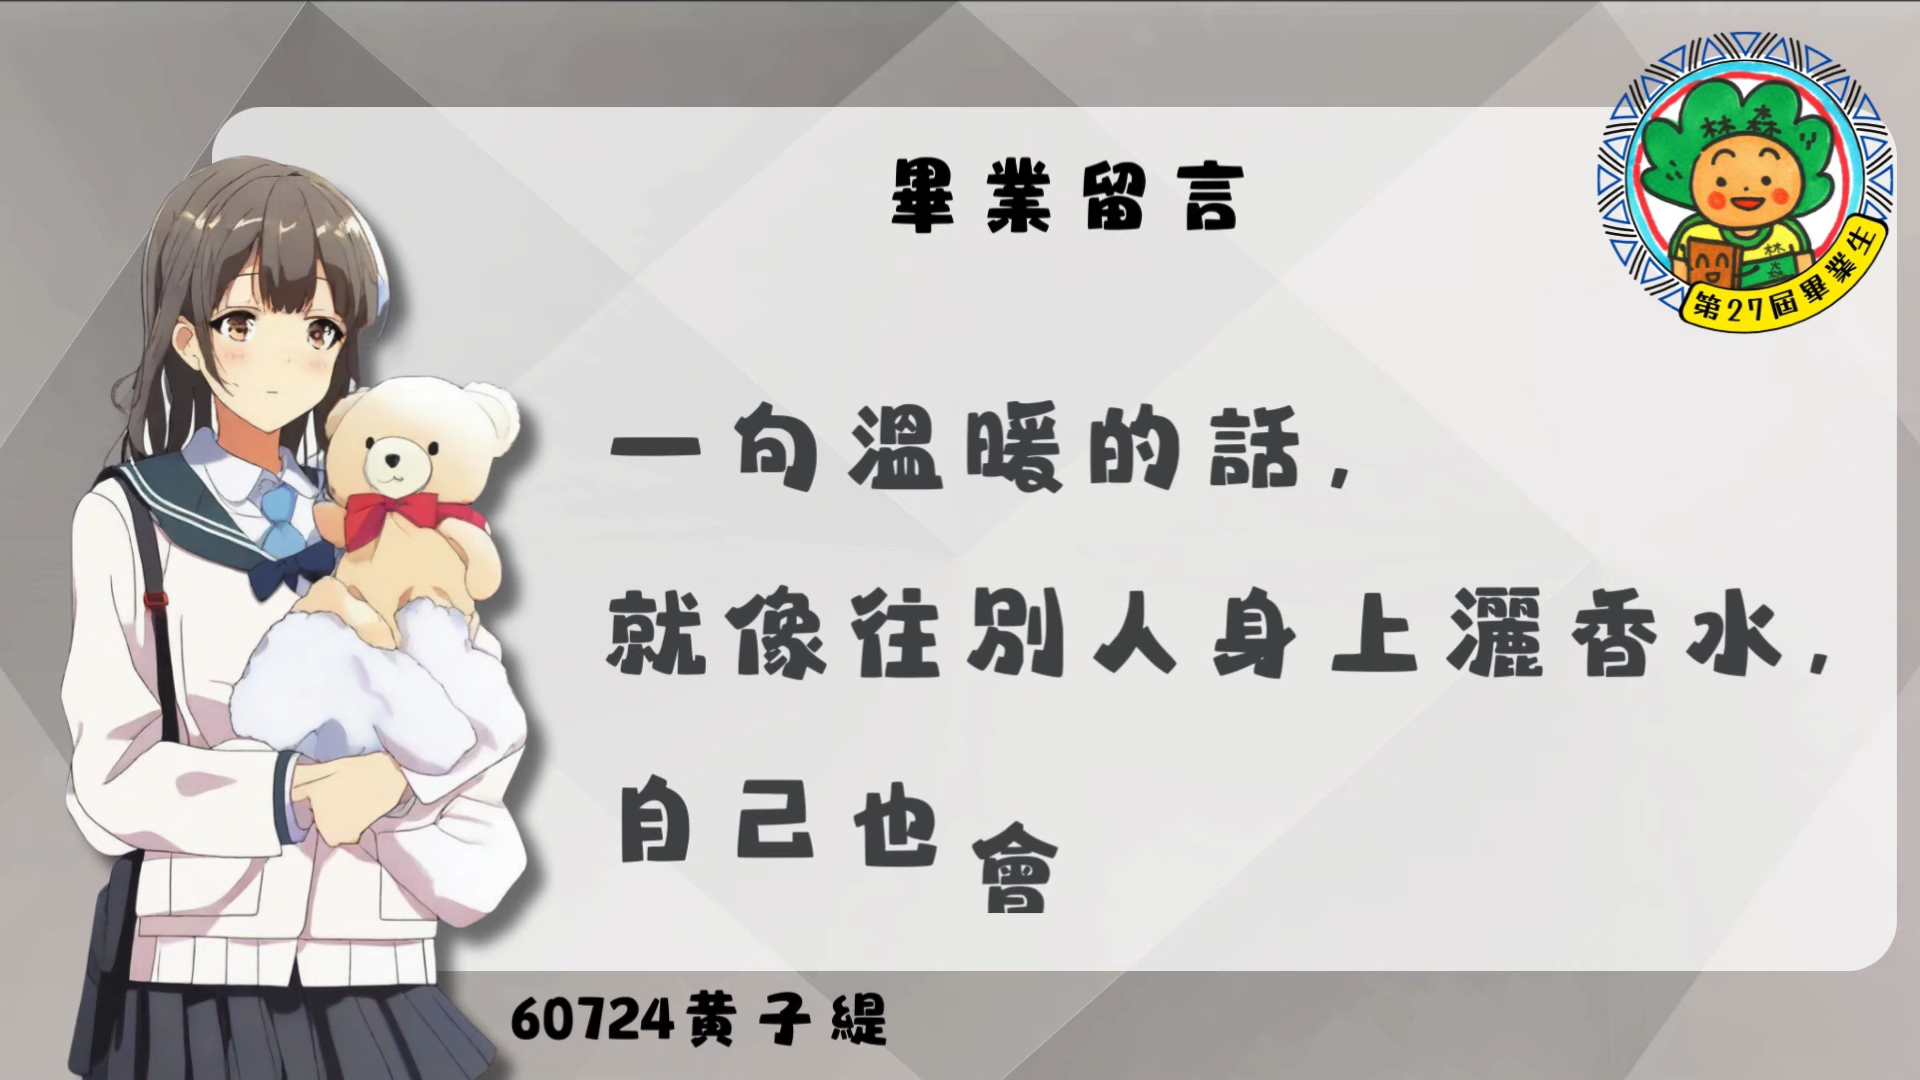 畢業留言
林 森
林
森
第27屆畢業生
一句溫暖的話,
就像往別人身上灑香水,
自己也會
60724黃子緹